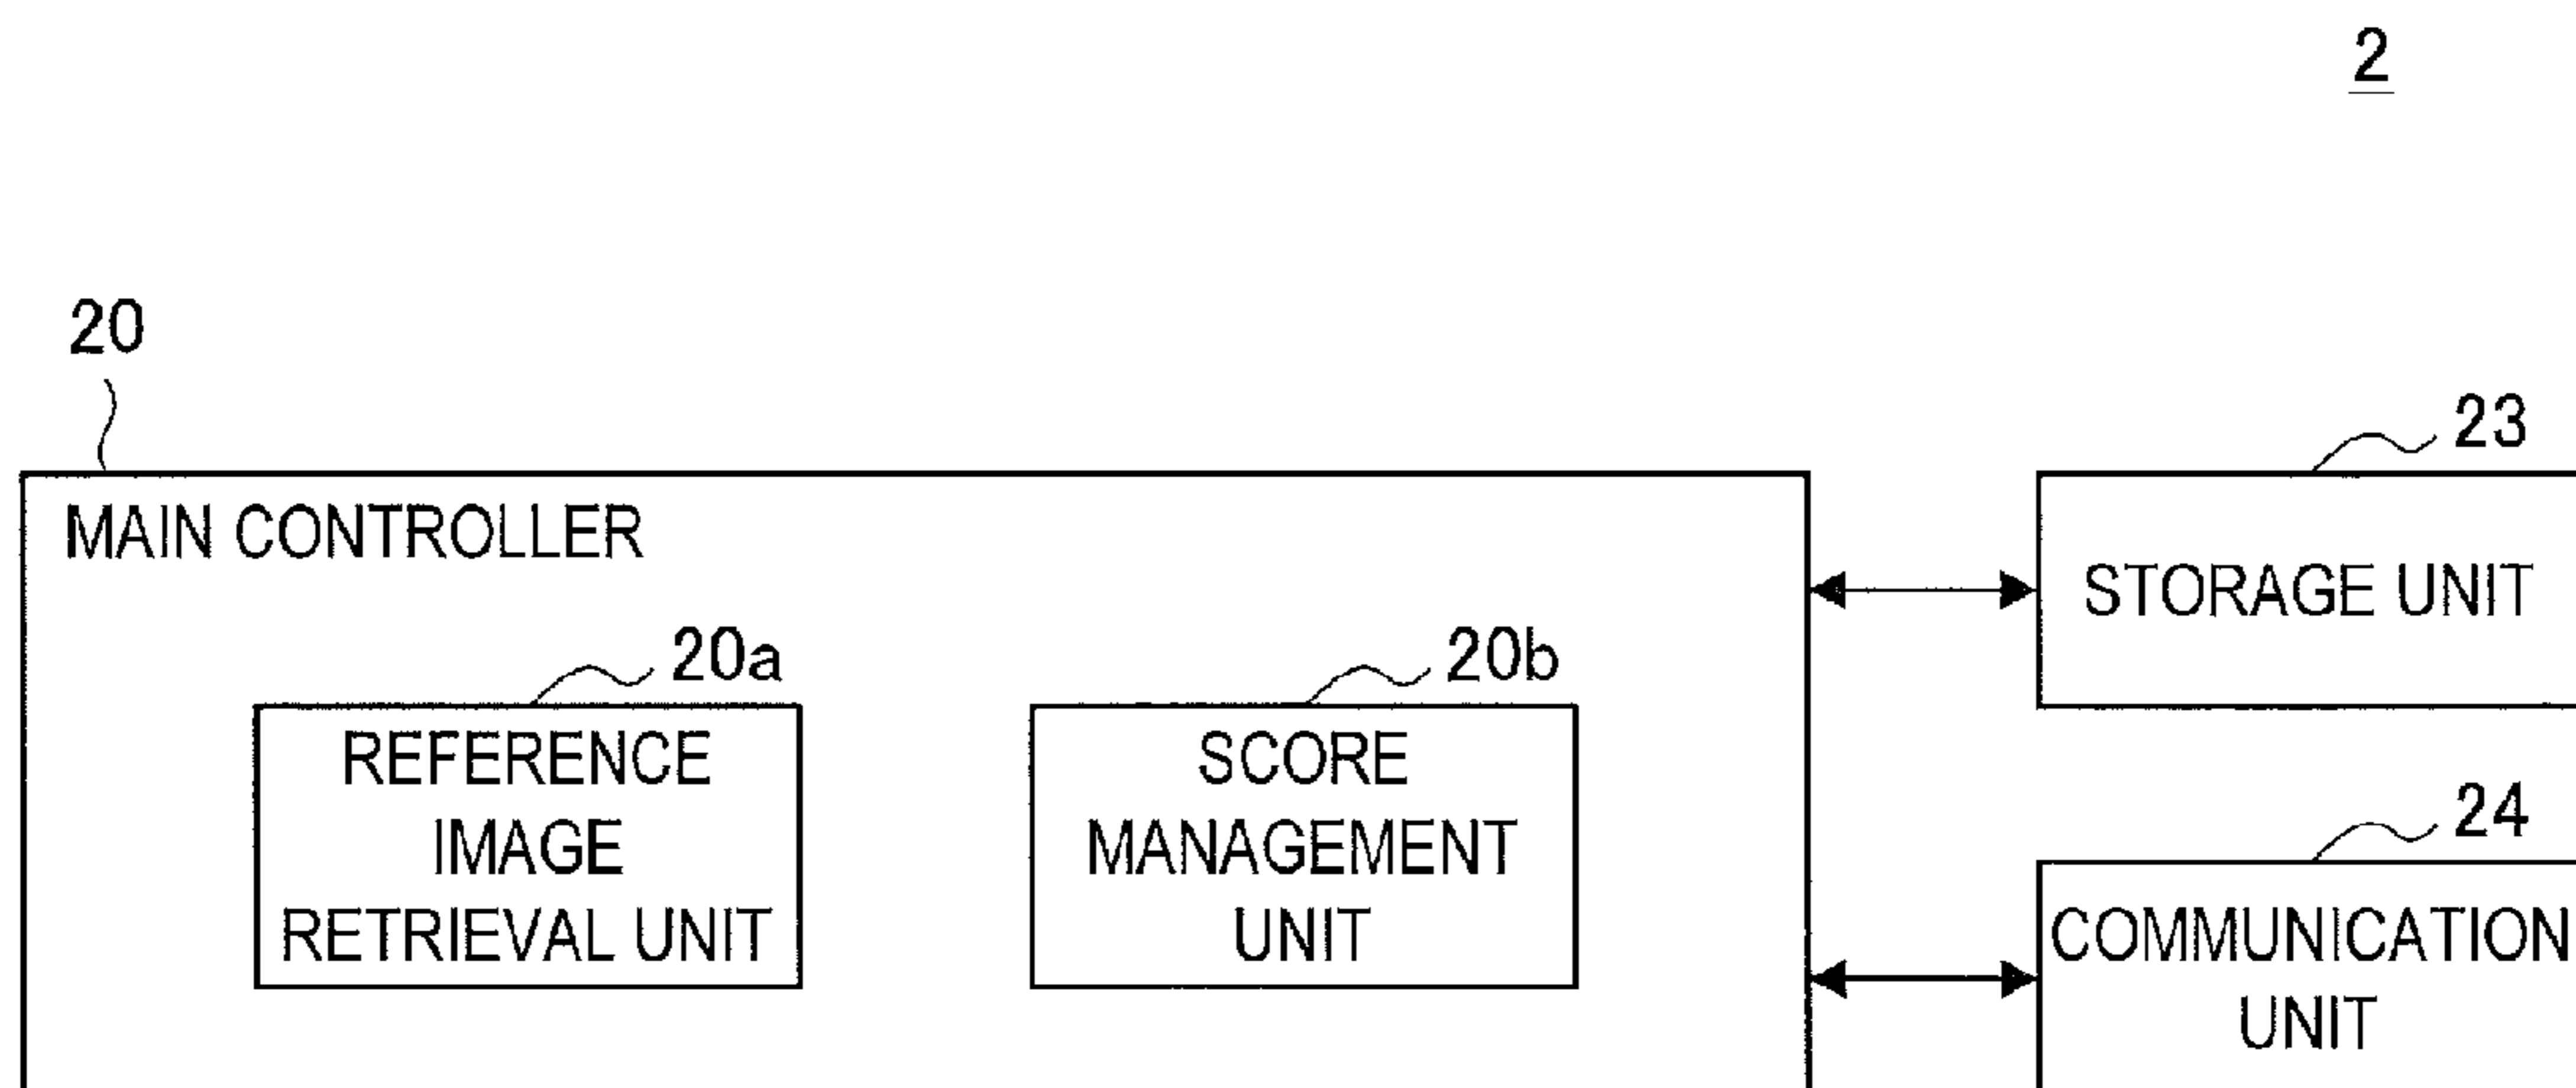 2
20
23
MAIN CONTROLLER
STORAGE UNIT
20a
20b
REFERENCE
IMAGE
RETRIEVAL UNIT
SCORE
MANAGEMENT
UNIT
24
COMMUNICATION
UNIT